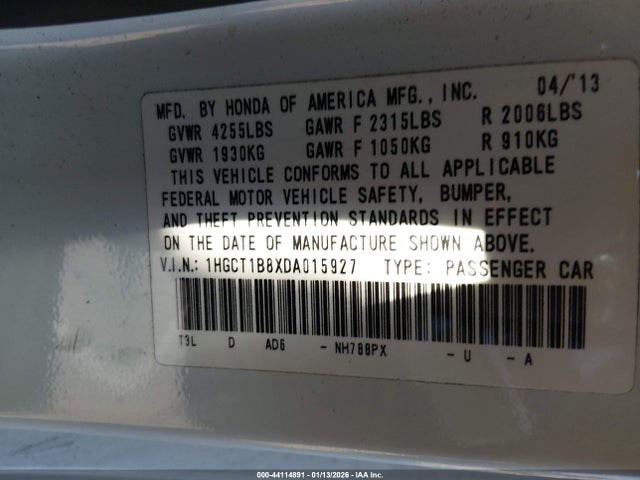 MFD. BY HONDA OF AMERICA MFG., INC. 04/'13
GVWR 4255LBS GAWR F 2315LBS R 2006LBS
GVWR 1930KG GAWR F 1050KG R 910KG
THIS VEHICLE CONFORMS TO ALL APPLICABLE
FEDERAL MOTOR VEHICLE SAFETY, BUMPER,
AND THEFT PREVENTION STANDARDS IN EFFECT
ON THE DATE OF MANUFACTURE SHOWN ABOVE.
V.I.N.: 1HGCT1B8XDA015927 TYPE: PASSENGER CAR
T3L D AD6 - NH788PX - U - A
000-44114891 - 01/13/2026 - IAA Inc.